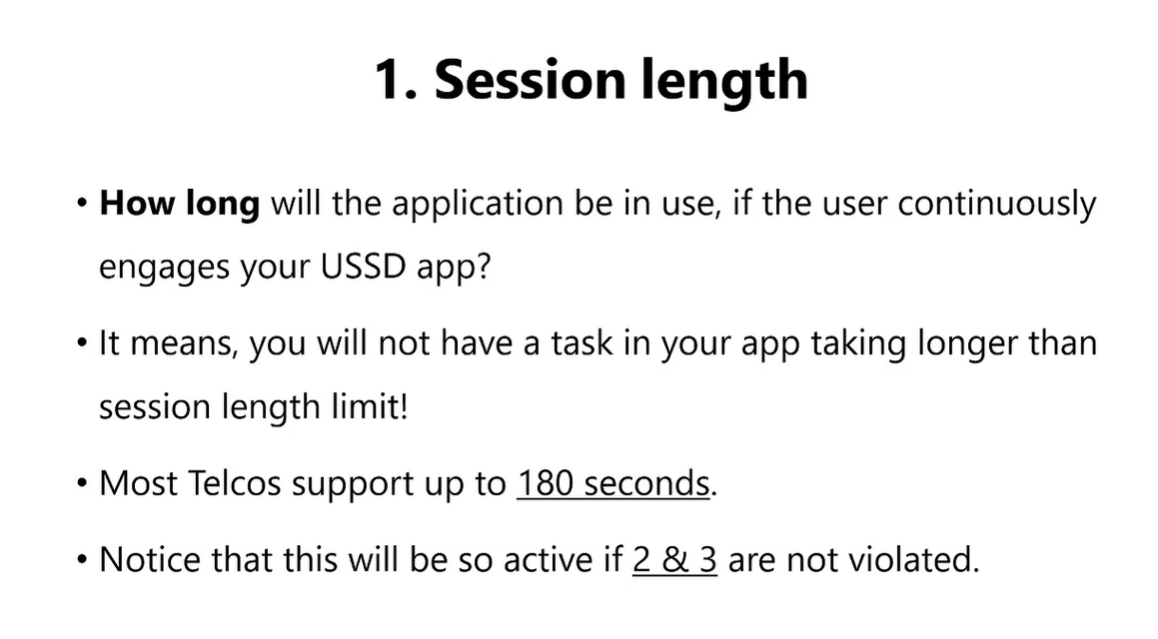 1. Session length
• How long will the application be in use, if the user continuously
engages your USSD app?
• It means, you will not have a task in your app taking longer than
session length limit!
• Most Telcos support up to 180 seconds.
• Notice that this will be so active if 2 & 3 are not violated.